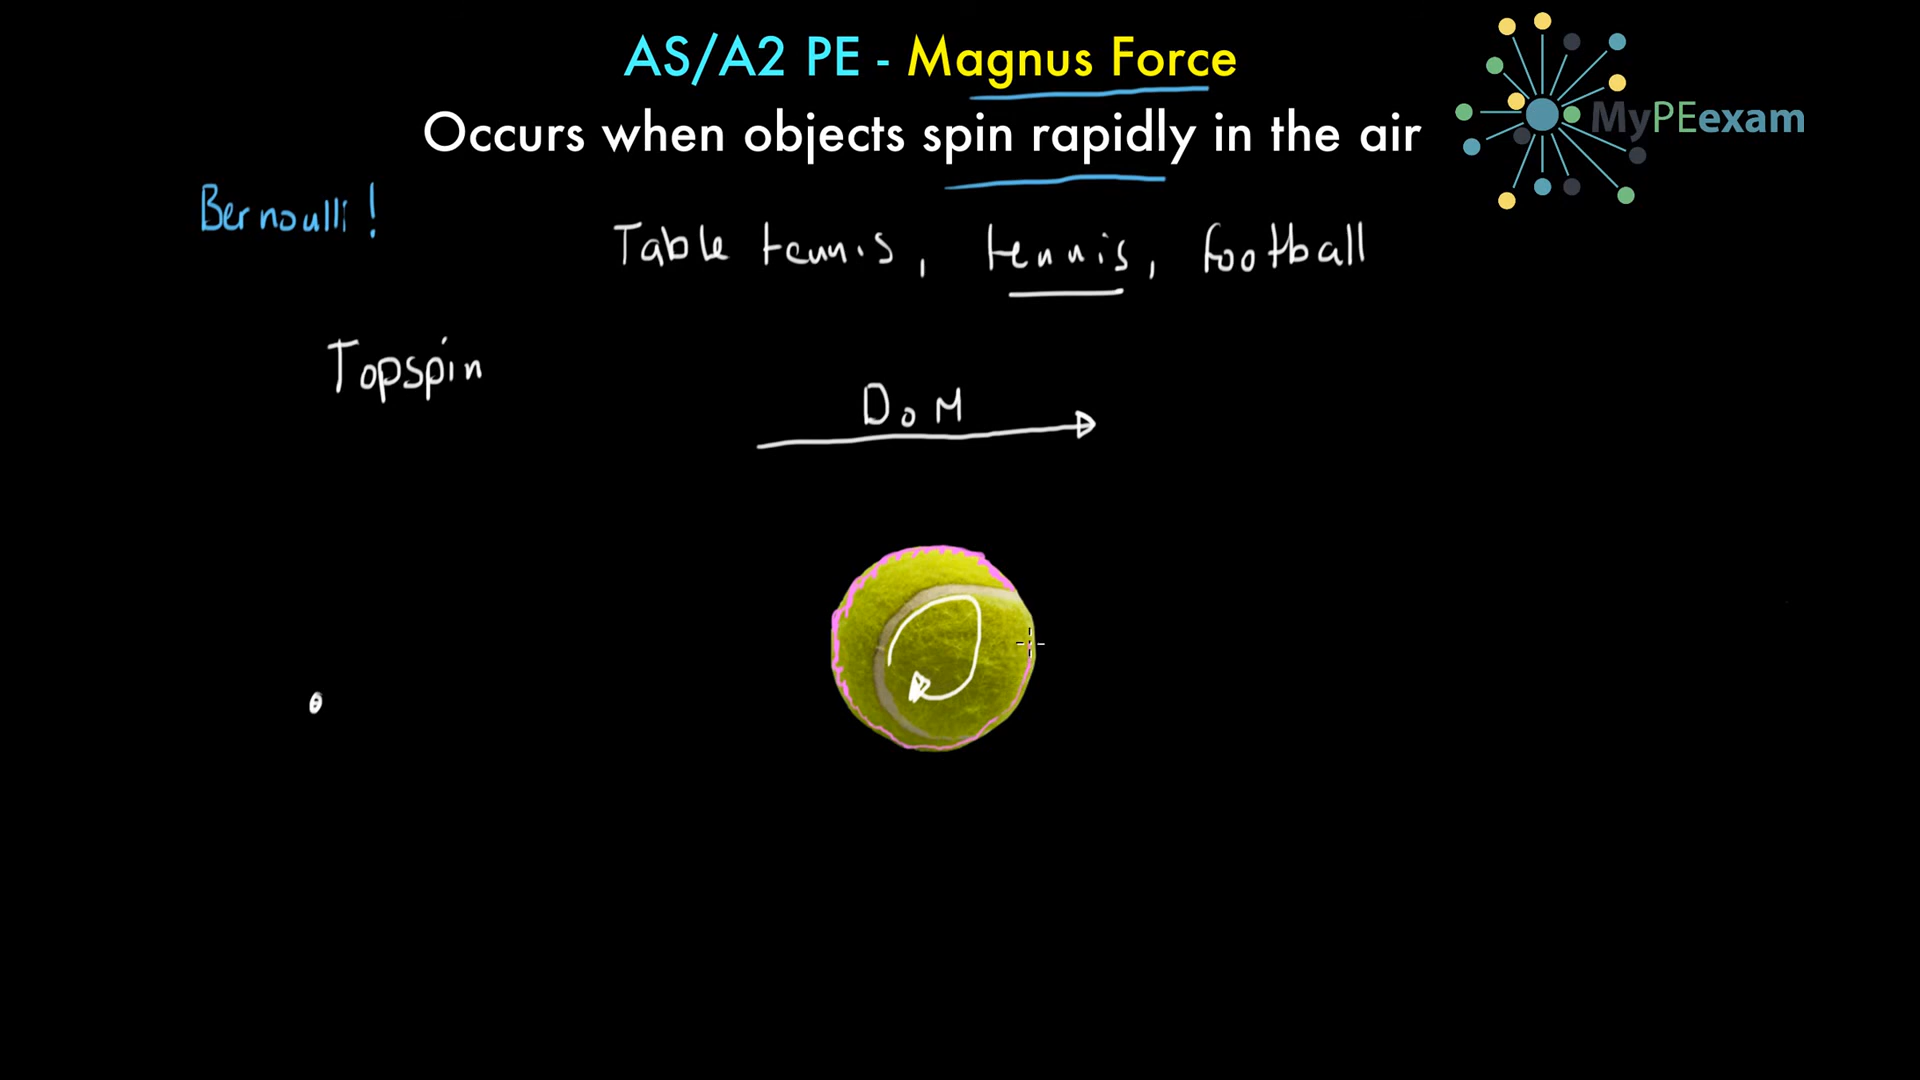 AS/A2 PE - Magnus Force
MyPEexam
Occurs when objects spin rapidly in the air
Bernoulli!
Table tennis, tennis, football
Topspin
DoM